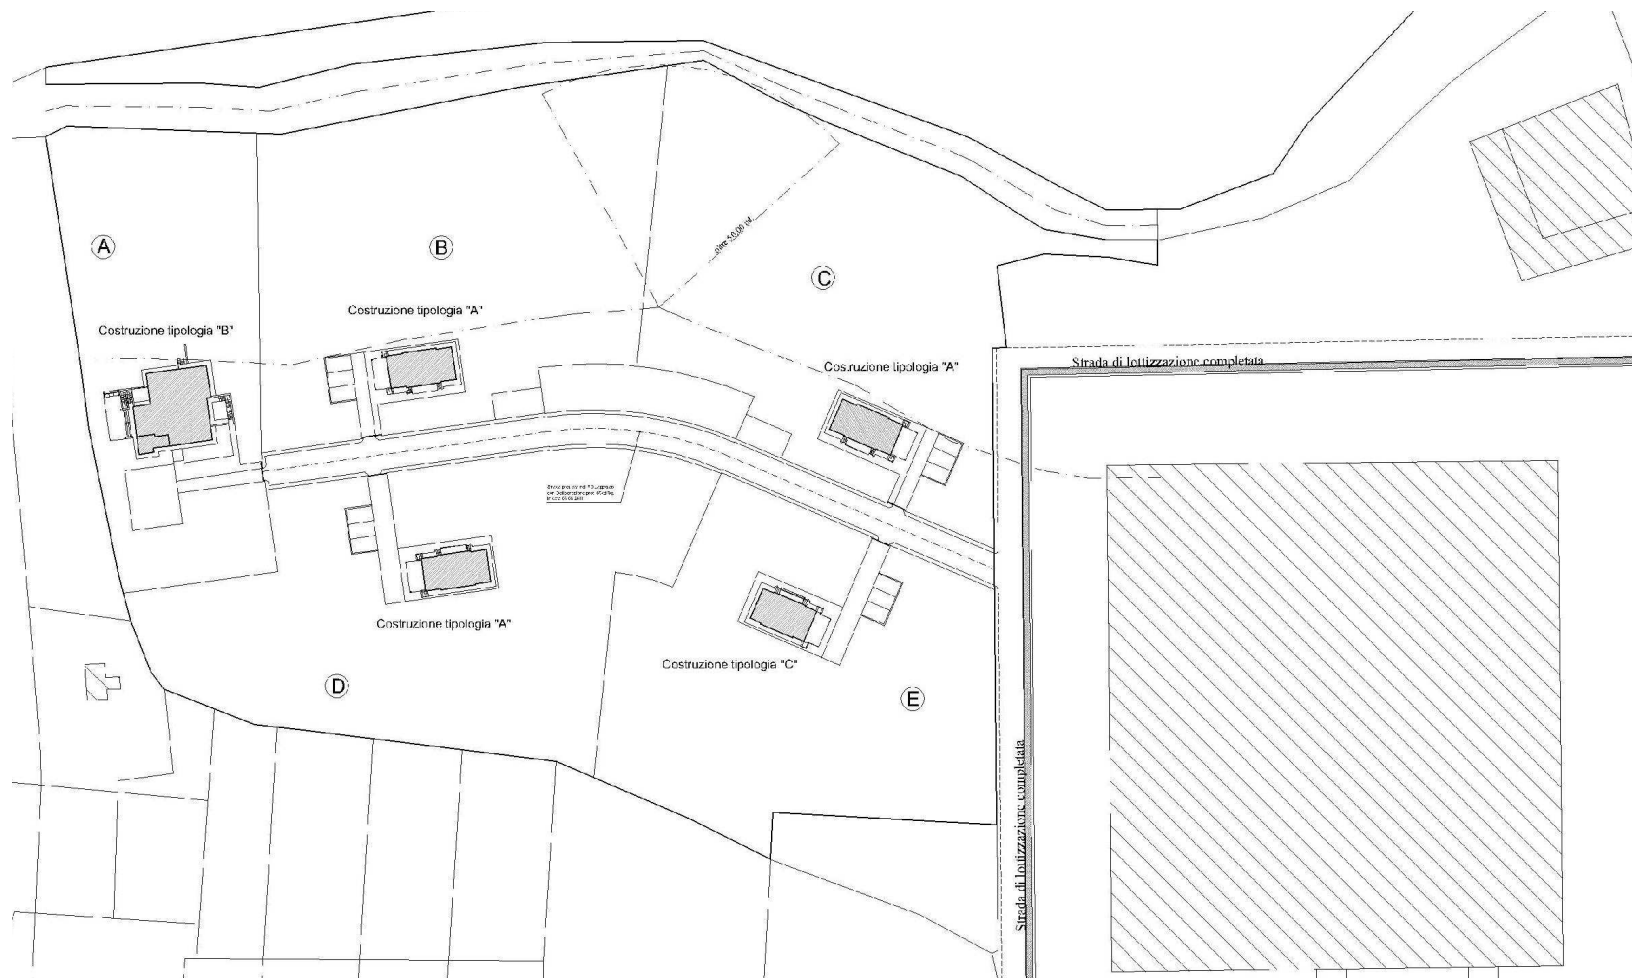 A
B
C
Costruzione tipologia "A"
Costruzione tipologia "B"
Strada di lottizzazione completata
Costruzione tipologia "A"
Costruzione tipologia "A"
Costruzione tipologia "C"
D
E
Strada di lottizzazione completata